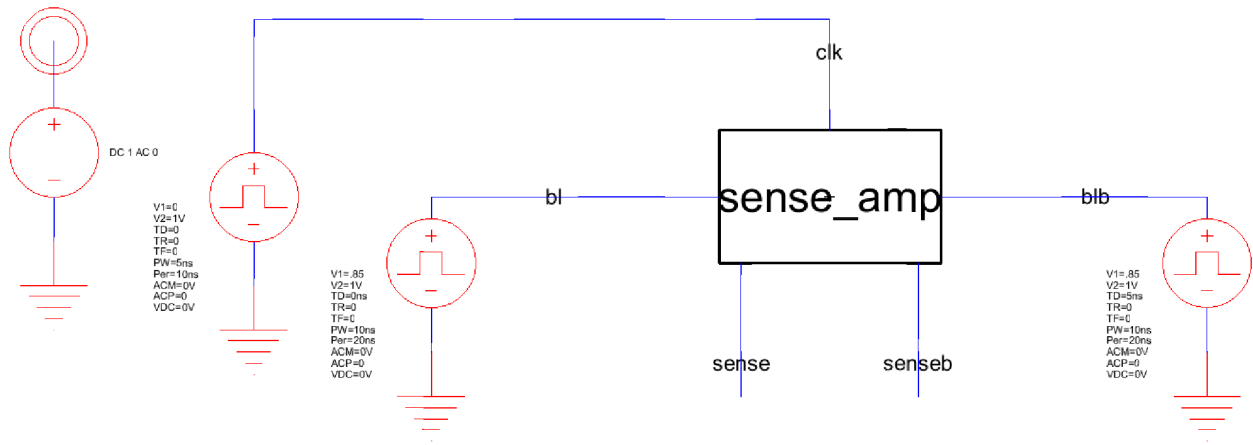 clk
DC 1 AC 0
V1=0
V2=1V
TD=0
TR=0
TF=0
PW=5ns
Per=10ns
ACM=0V
ACP=0
VDC=0V
bl
sense_amp
blb
V1=.85
V2=1V
TD=0ns
TR=0
TF=0
PW=10ns
Per=20ns
ACM=0V
ACP=0
VDC=0V
V1=.85
V2=1V
TD=5ns
TR=0
TF=0
PW=10ns
Per=20ns
ACM=0V
ACP=0
VDC=0V
sense
senseb